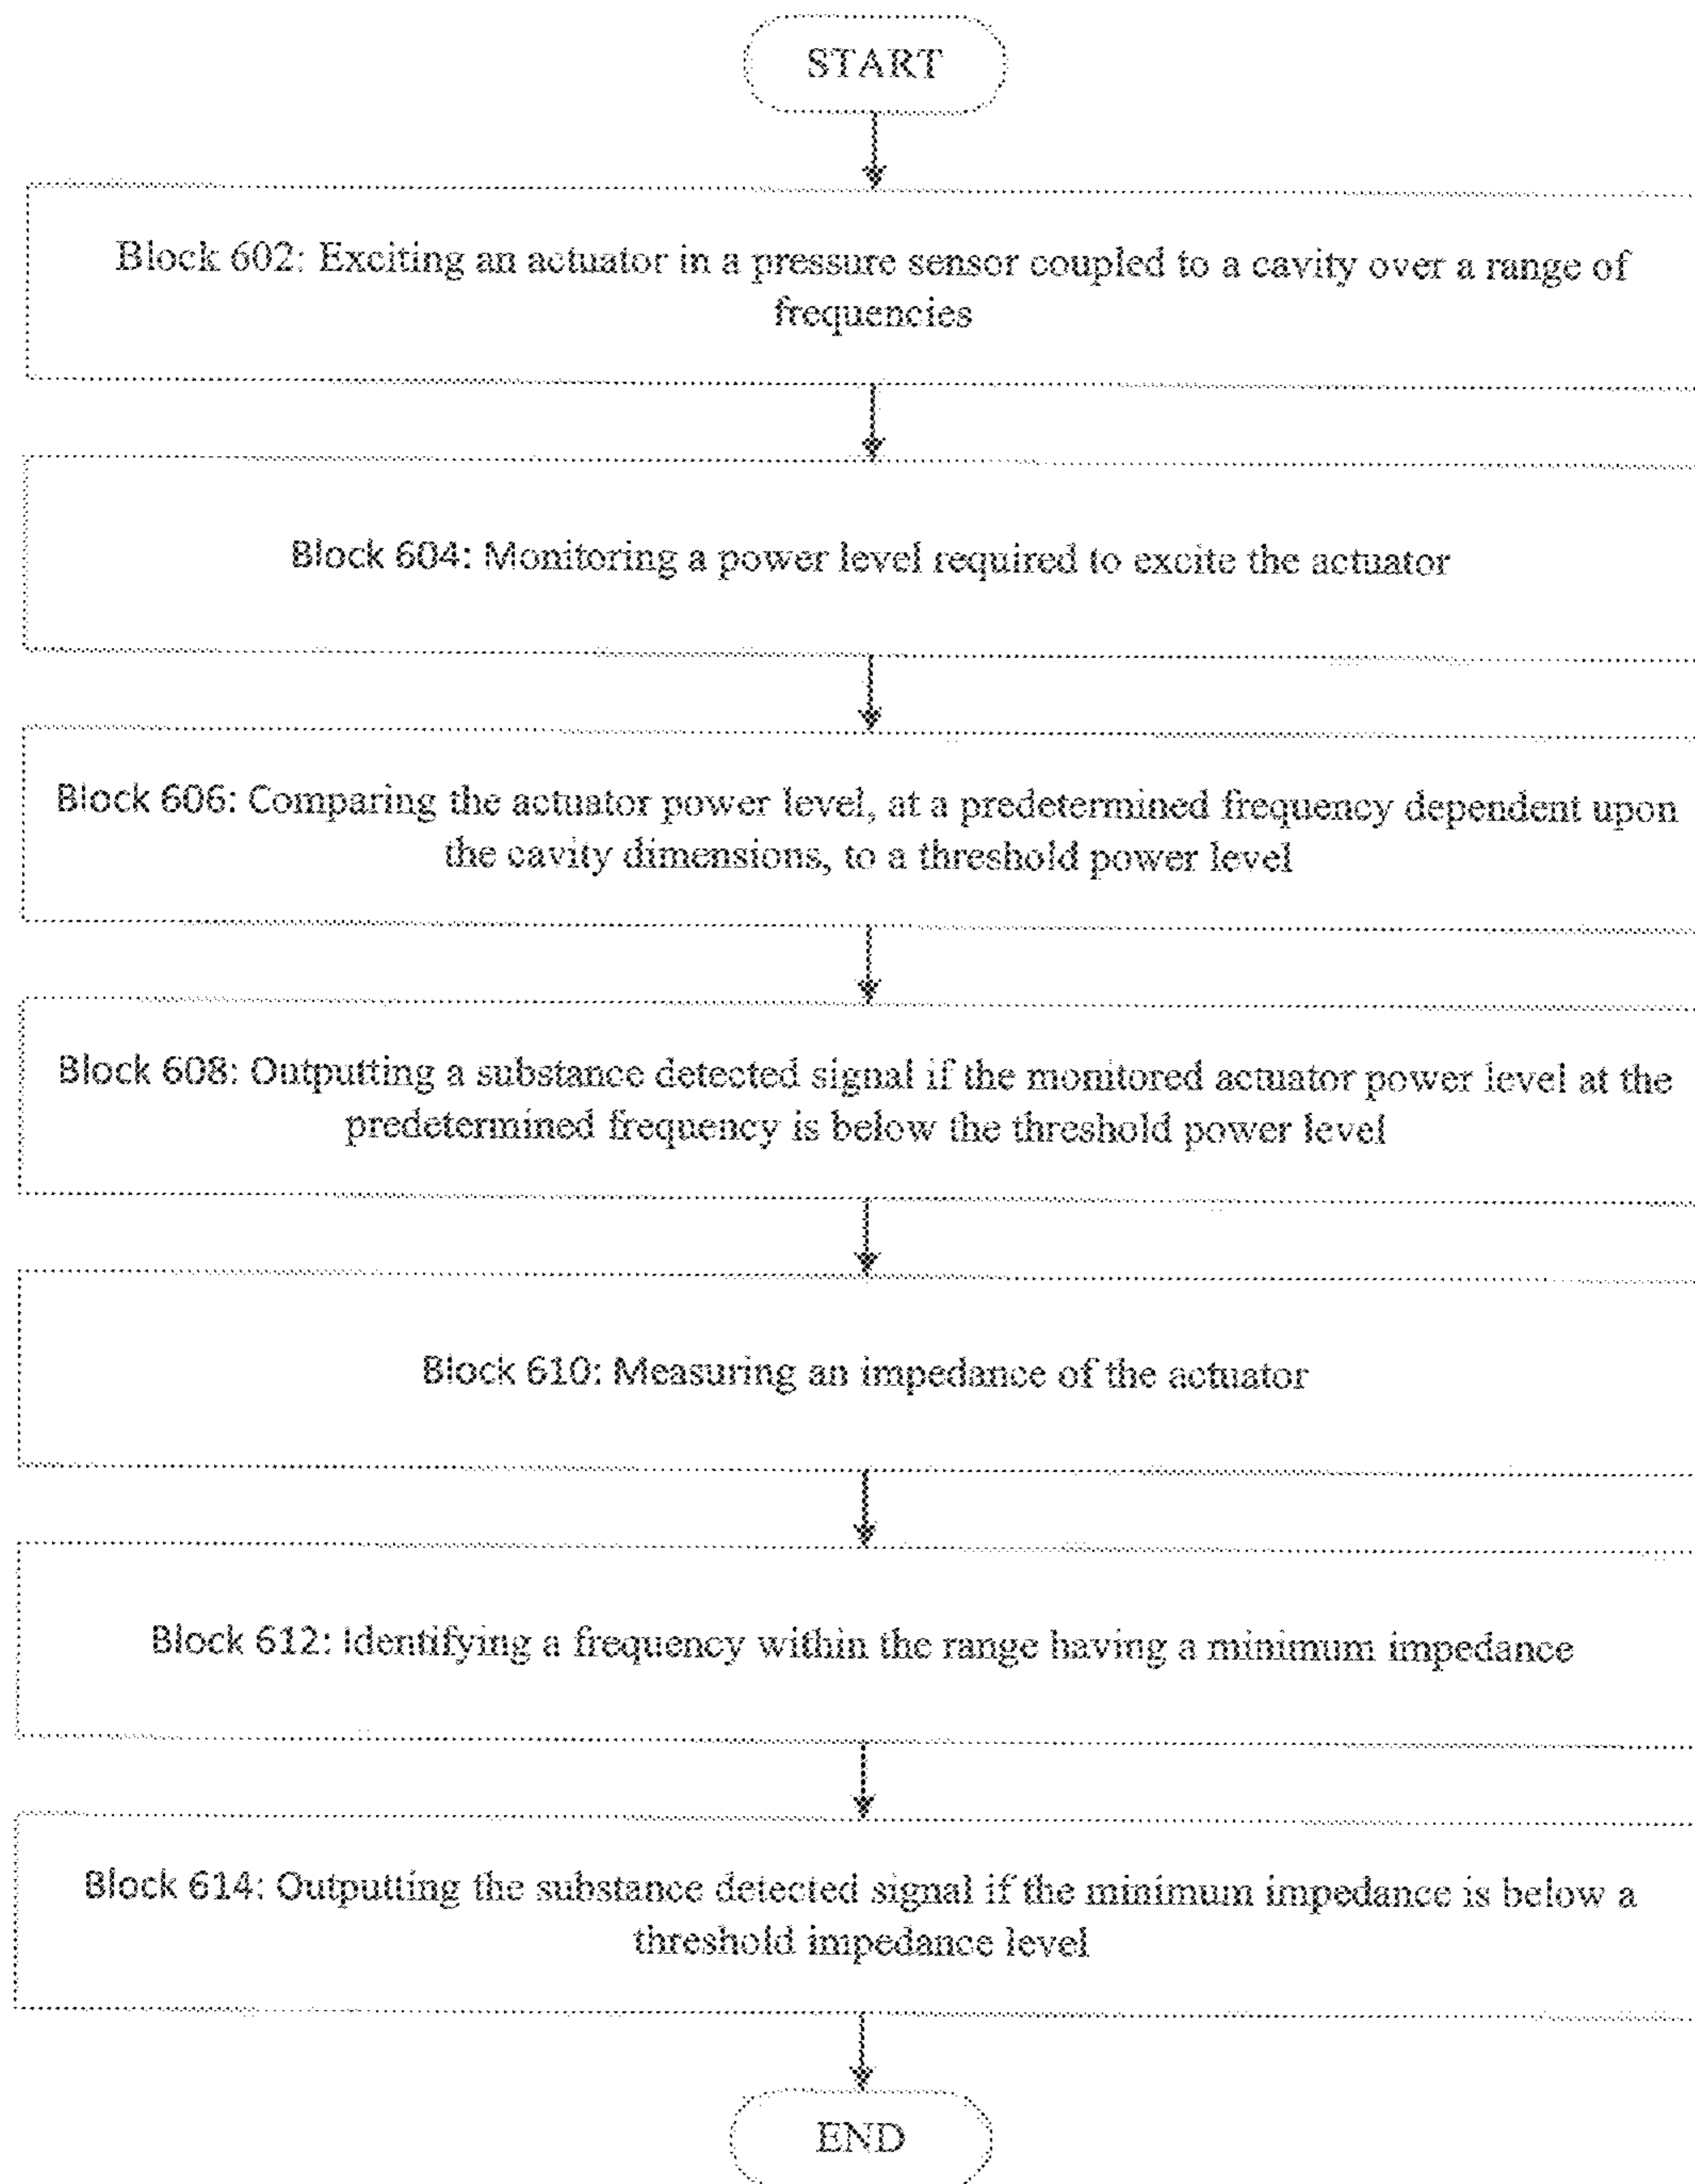 START
Block 602: Exciting an actuator in a pressure sensor coupled to a cavity over a range of
frequencies
Block 604: Monitoring a power level required to excite the actuator
Block 606: Comparing the actuator power level, at a predetermined frequency dependent upon
the cavity dimensions, to a threshold power level
Block 608: Outputting a substance detected signal if the monitored actuator power level at the
predetermined frequency is below the threshold power level
Block 610: Measuring an impedance of the actuator
Block 612: Identifying a frequency within the range having a minimum impedance
Block 614: Outputting the substance detected signal if the minimum impedance is below a
threshold impedance level
END